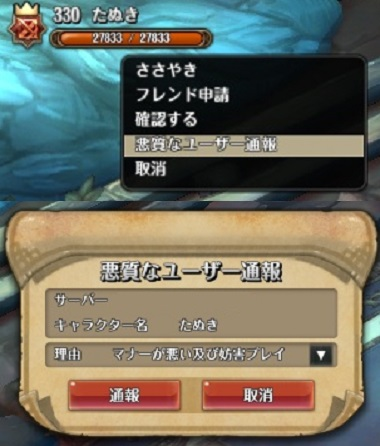 330 たぬき
27833 / 27833
ささやき
フレンド申請
確認する
悪質なユーザー通報
取消
悪質なユーザー通報
サーバー
キャラクター名 たぬき
理由 マナーが悪い及び妨害プレイ ▼
通報 取消